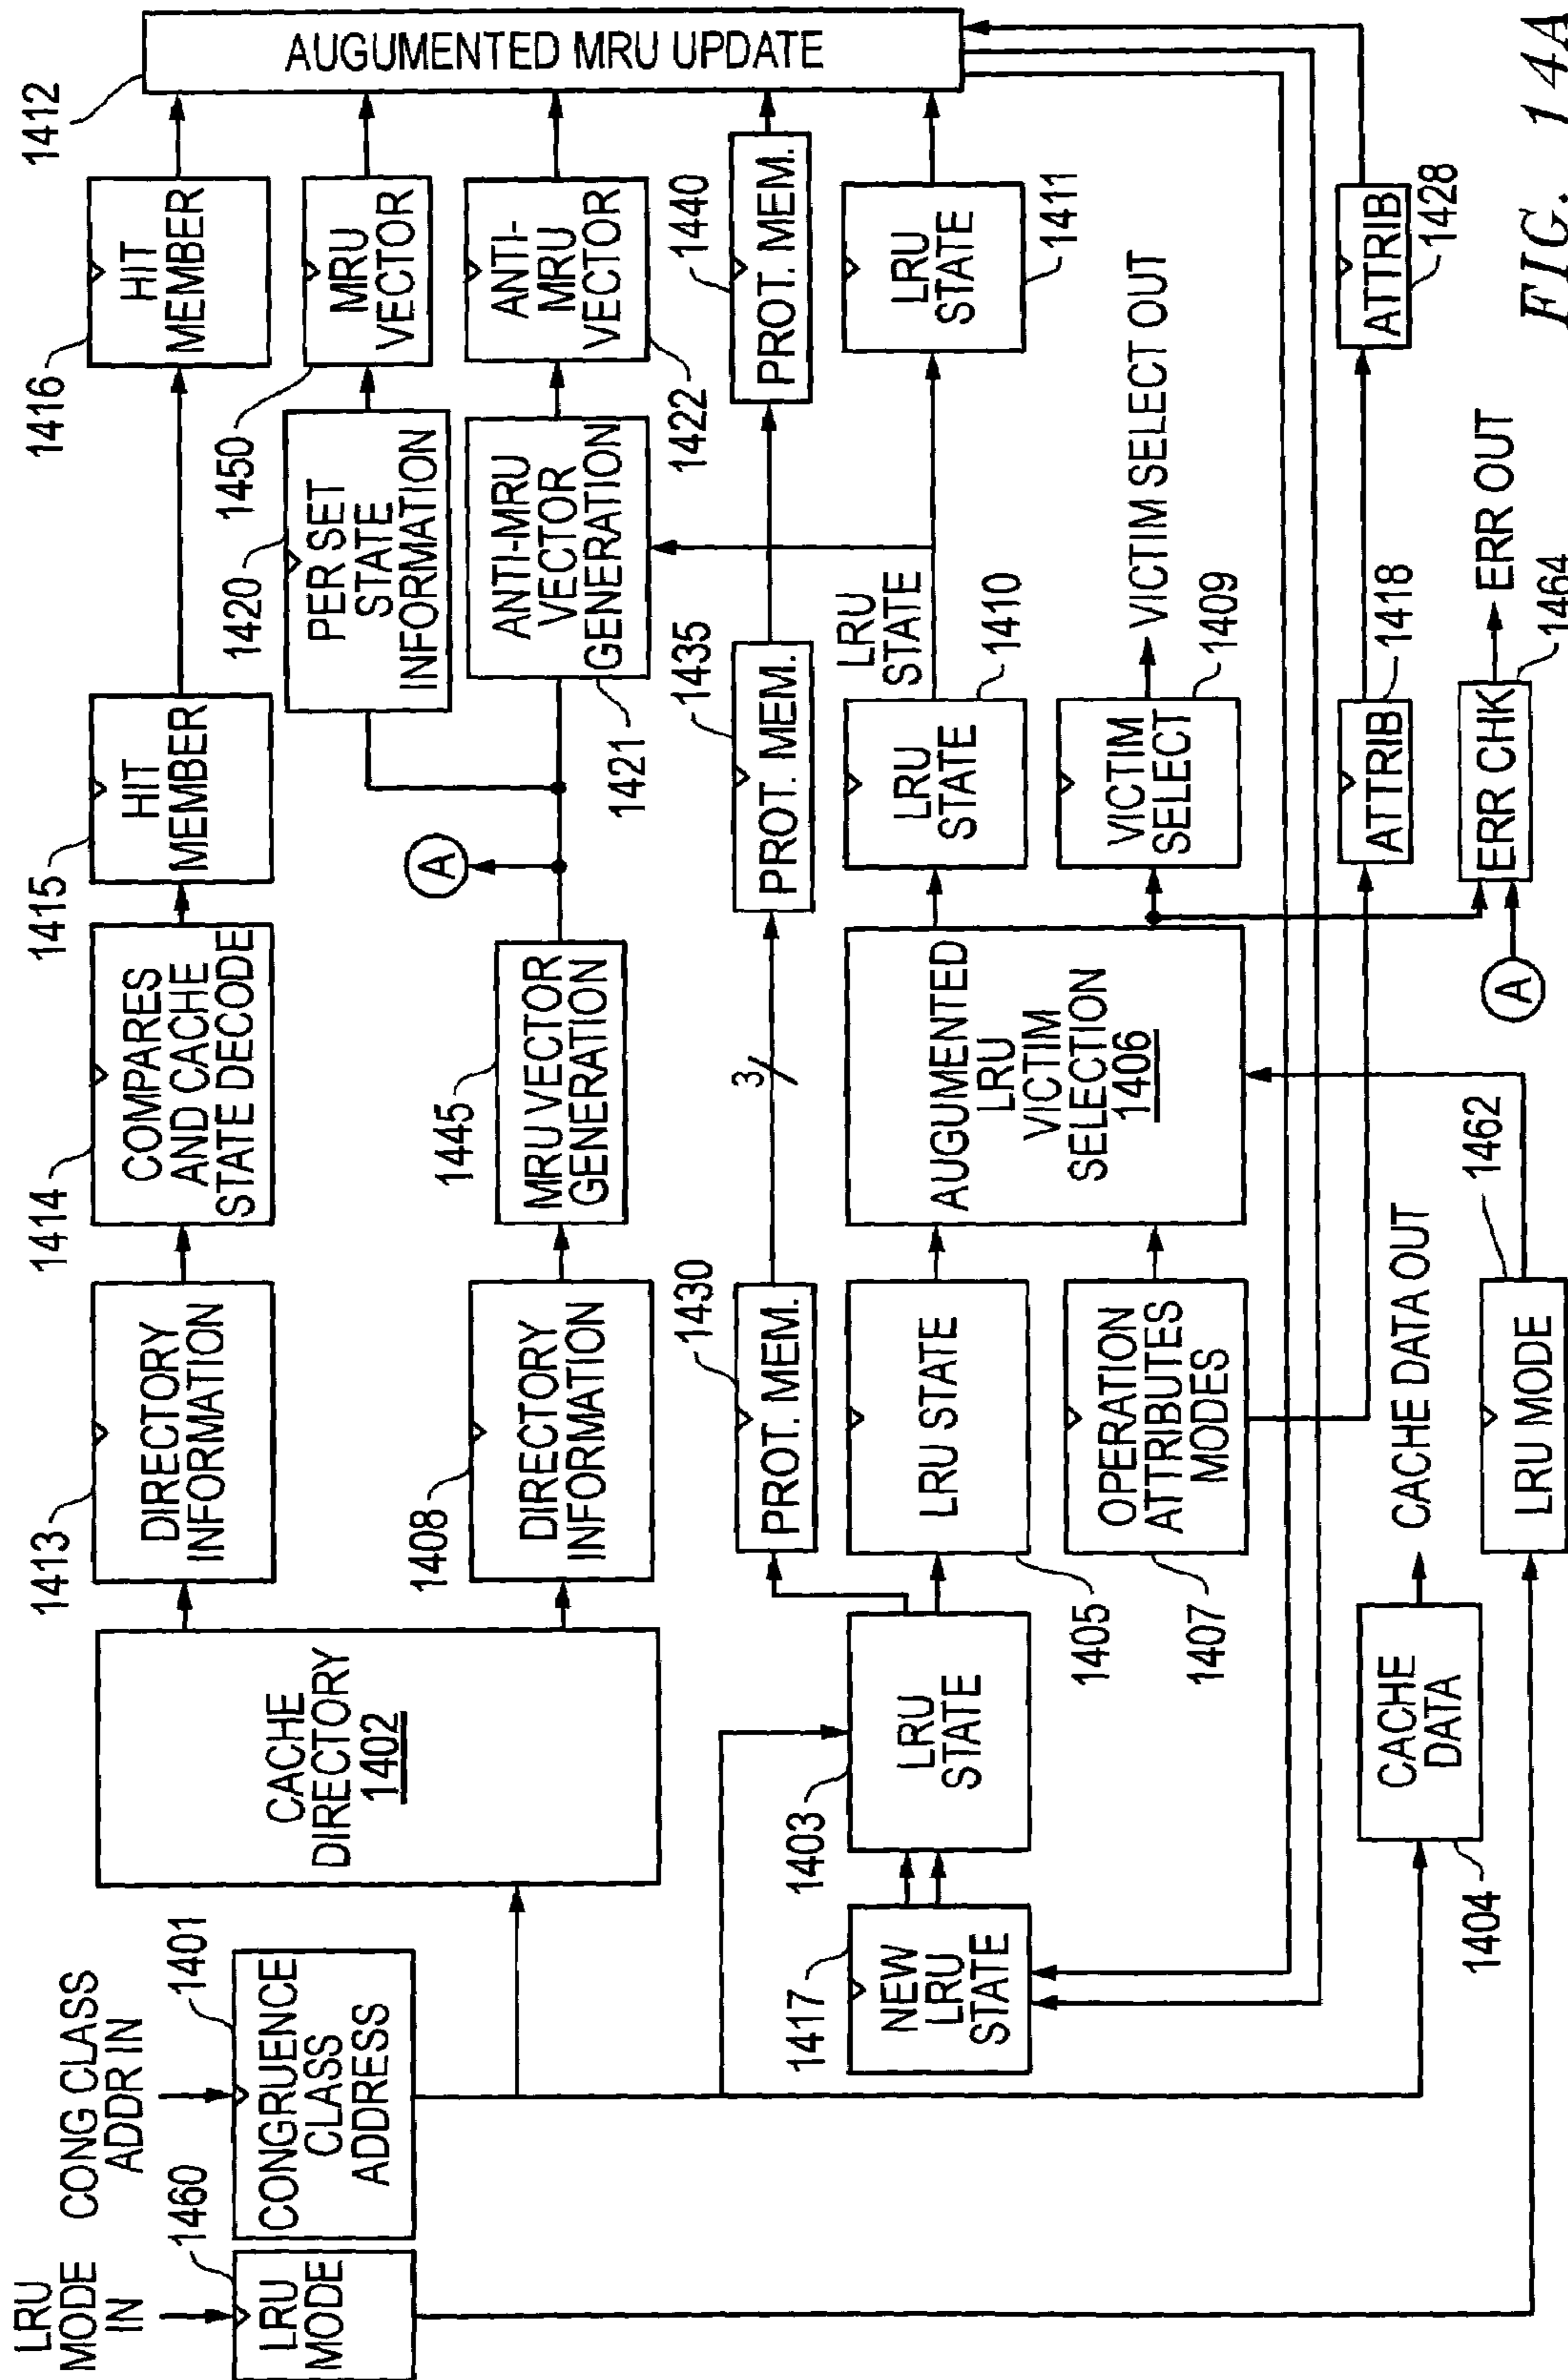 LRU
MODE
IN
CONG CLASS
ADDR IN
1460
1401
LRU MODE
CONGRUENCE
CLASS
ADDRESS
CACHE
DIRECTORY
1402
1417
NEW
LRU
STATE
1403
LRU
STATE
CACHE
DATA
1404
CACHE DATA OUT
1413
DIRECTORY
INFORMATION
1408
DIRECTORY
INFORMATION
1430
PROT. MEM.
LRU STATE
1405
OPERATION
ATTRIBUTES
MODES
1407
LRU MODE
1462
1414
COMPARES
AND CACHE
STATE DECODE
1445
MRU VECTOR
GENERATION
3
AUGUMENTED
LRU
VICTIM
SELECTION
1406
A
1415
HIT
MEMBER
A
1420
PER SET
STATE
INFORMATION
ANTI-MRU
VECTOR
GENERATION
1421
1435
PROT. MEM.
LRU
STATE
1410
LRU
STATE
VICTIM
SELECT
1409
VICTIM SELECT OUT
ATTRIB
1418
ERR CHK
1464
ERR OUT
1416
HIT
MEMBER
1450
MRU
VECTOR
ANTI-
MRU
VECTOR
1422
1440
PROT. MEM.
LRU
STATE
1411
ATTRIB
1428
1412
AUGUMENTED MRU UPDATE
FIG. 14A